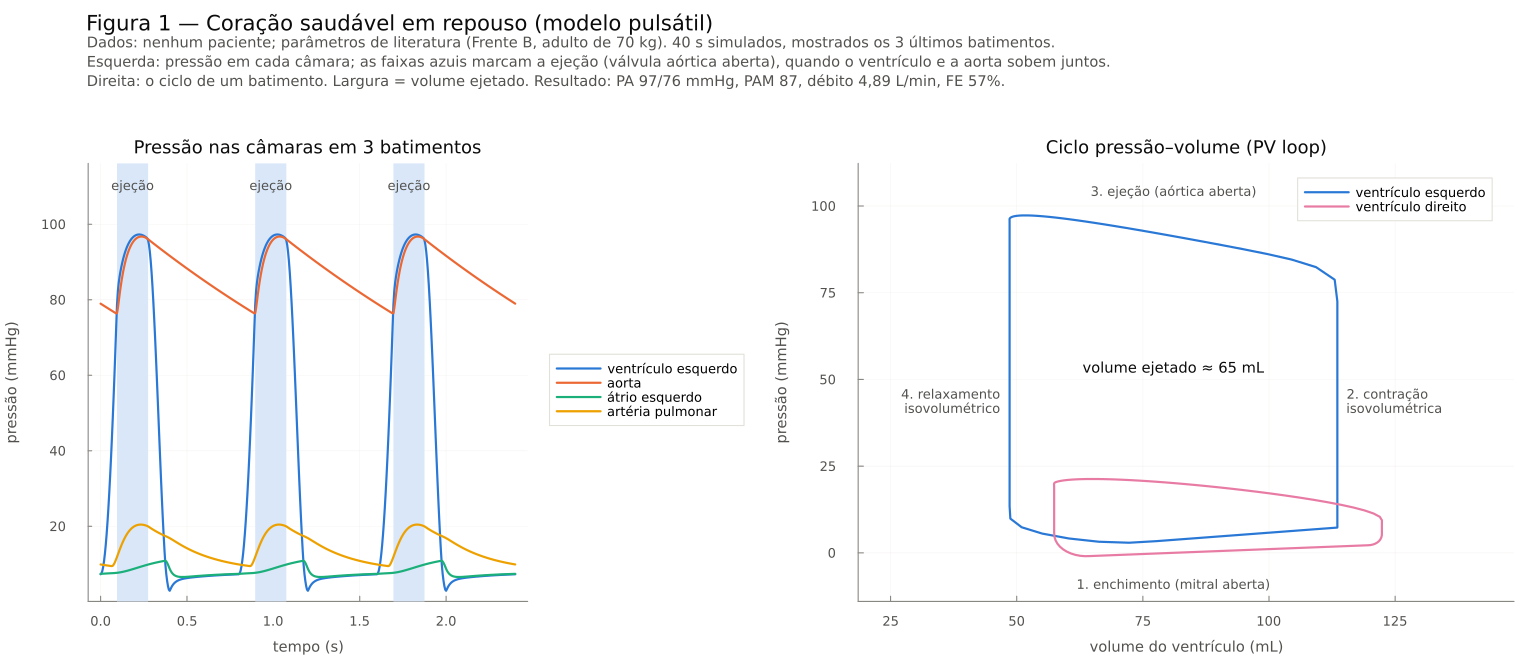 Figura 1 — Coração saudável em repouso (modelo pulsátil)
Dados: nenhum paciente; parâmetros de literatura (Frente B, adulto de 70 kg). 40 s simulados, mostrados os 3 últimos batimentos.
Esquerda: pressão em cada câmara; as faixas azuis marcam a ejeção (válvula aórtica aberta), quando o ventrículo e a aorta sobem juntos.
Direita: o ciclo de um batimento. Largura = volume ejetado. Resultado: PA 97/76 mmHg, PAM 87, débito 4,89 L/min, FE 57%.
Pressão nas câmaras em 3 batimentos
ejeção
ejeção
ejeção
100
80
60
40
20
0.0
0.5
1.0
1.5
2.0
pressão (mmHg)
tempo (s)
ventrículo esquerdo
aorta
átrio esquerdo
artéria pulmonar
Ciclo pressão–volume (PV loop)
3. ejeção (aórtica aberta)
ventrículo esquerdo
ventrículo direito
volume ejetado ≈ 65 mL
4. relaxamento
isovolumétrico
2. contração
isovolumétrica
1. enchimento (mitral aberta)
100
75
50
25
0
25
50
75
100
125
pressão (mmHg)
volume do ventrículo (mL)